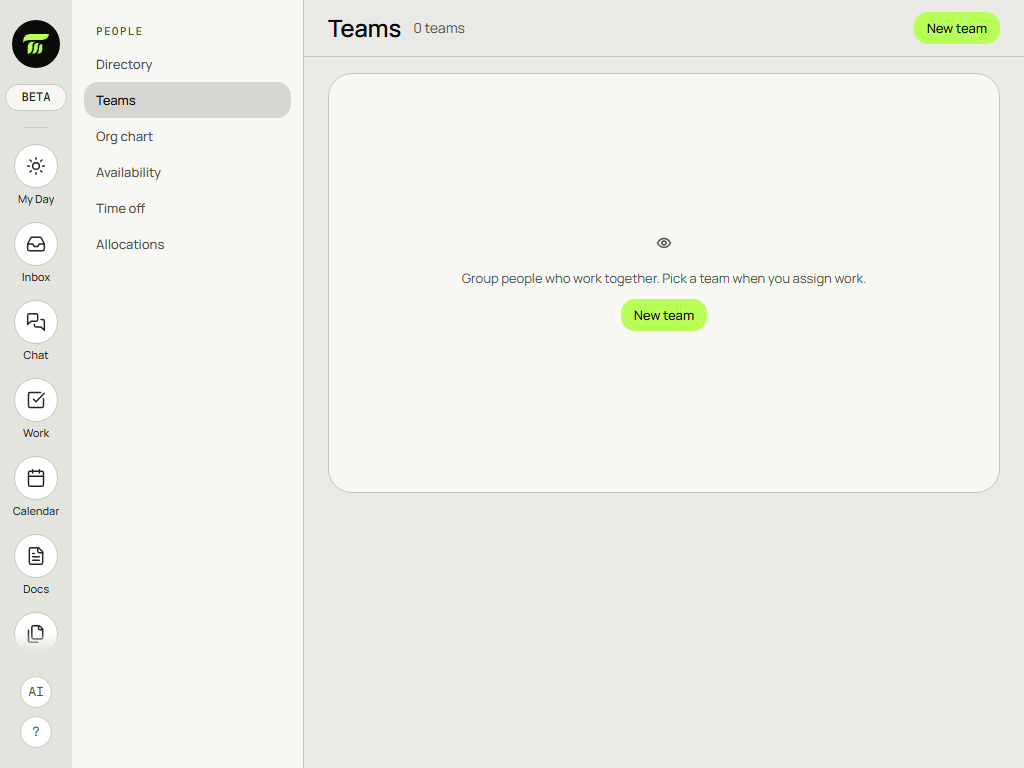 BETA
My Day
Inbox
Chat
Work
Calendar
Docs
AI
?
PEOPLE
Directory
Teams
Org chart
Availability
Time off
Allocations
Teams 0 teams
New team
Group people who work together. Pick a team when you assign work.
New team